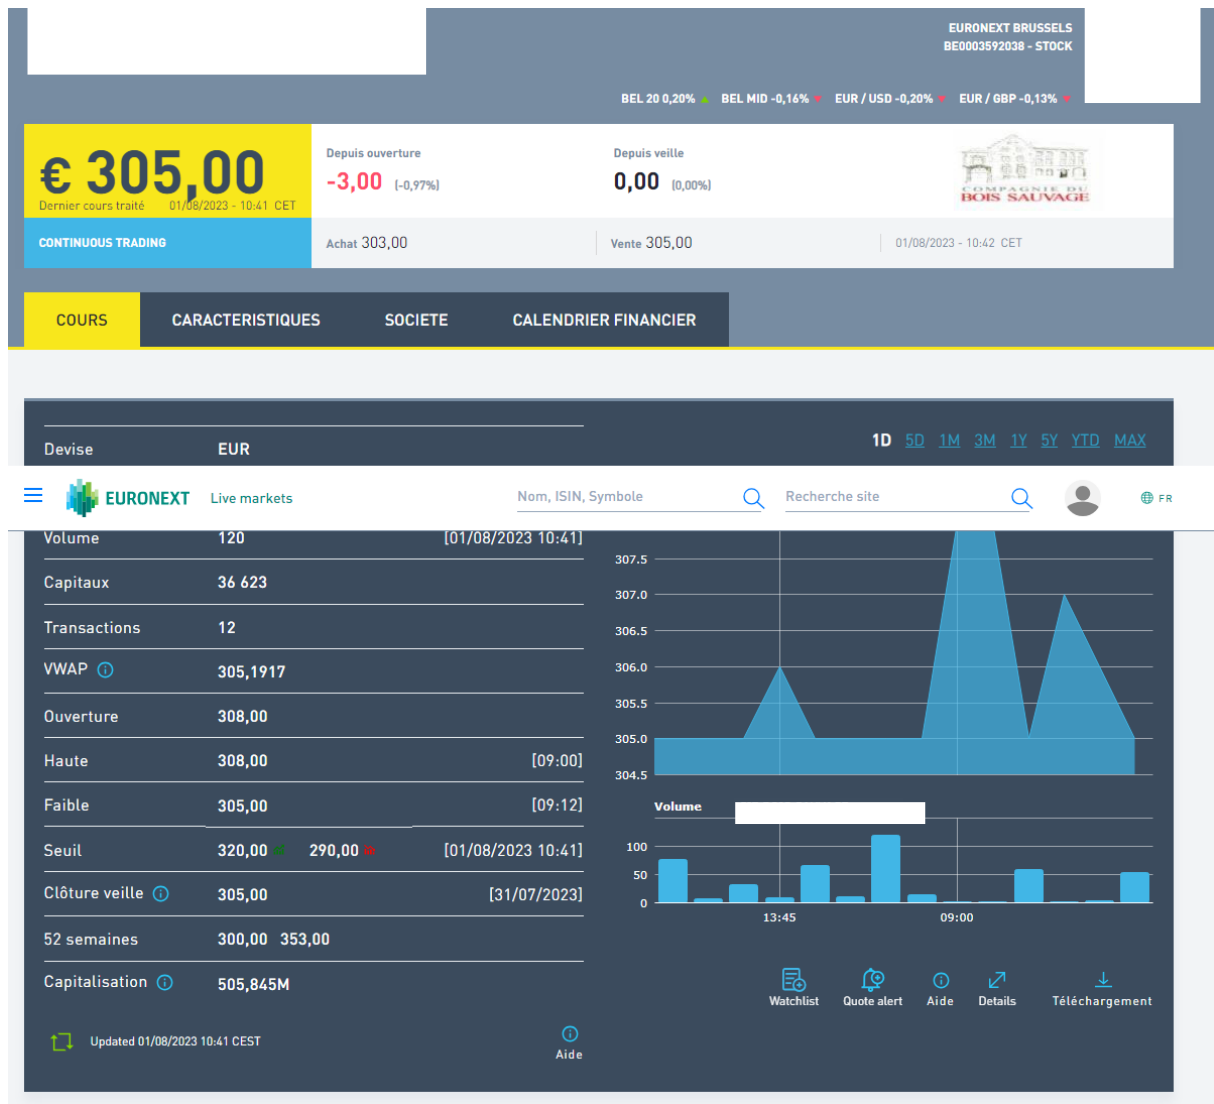 EURONEXT BRUSSELS
BE0003592038 - STOCK
BEL 20 0,20% BEL MID -0,16% EUR / USD -0,20% EUR / GBP -0,13%
€ 305,00
Dernier cours traité 01/08/2023 - 10:41 CET
Depuis ouverture
-3,00 (-0,97%)
Depuis veille
0,00 (0,00%)
COMPAGNIE DU
BOIS SAUVAGE
CONTINUOUS TRADING
Achat 303,00
Vente 305,00
01/08/2023 - 10:42 CET
COURS CARACTERISTIQUES SOCIETE CALENDRIER FINANCIER
Devise EUR
1D 5D 1M 3M 1Y 5Y YTD MAX
EURONEXT Live markets
Nom, ISIN, Symbole
Recherche site
FR
Volume 120 [01/08/2023 10:41]
Capitaux 36 623
Transactions 12
VWAP 305,1917
Ouverture 308,00
Haute 308,00 [09:00]
Faible 305,00 [09:12]
Seuil 320,00 290,00 [01/08/2023 10:41]
Clôture veille 305,00 [31/07/2023]
52 semaines 300,00 353,00
Capitalisation 505,845M
Updated 01/08/2023 10:41 CEST
Aide
307.5
307.0
306.5
306.0
305.5
305.0
304.5
Volume
100
50
0
13:45 09:00
Watchlist Quote alert Aide Details Téléchargement